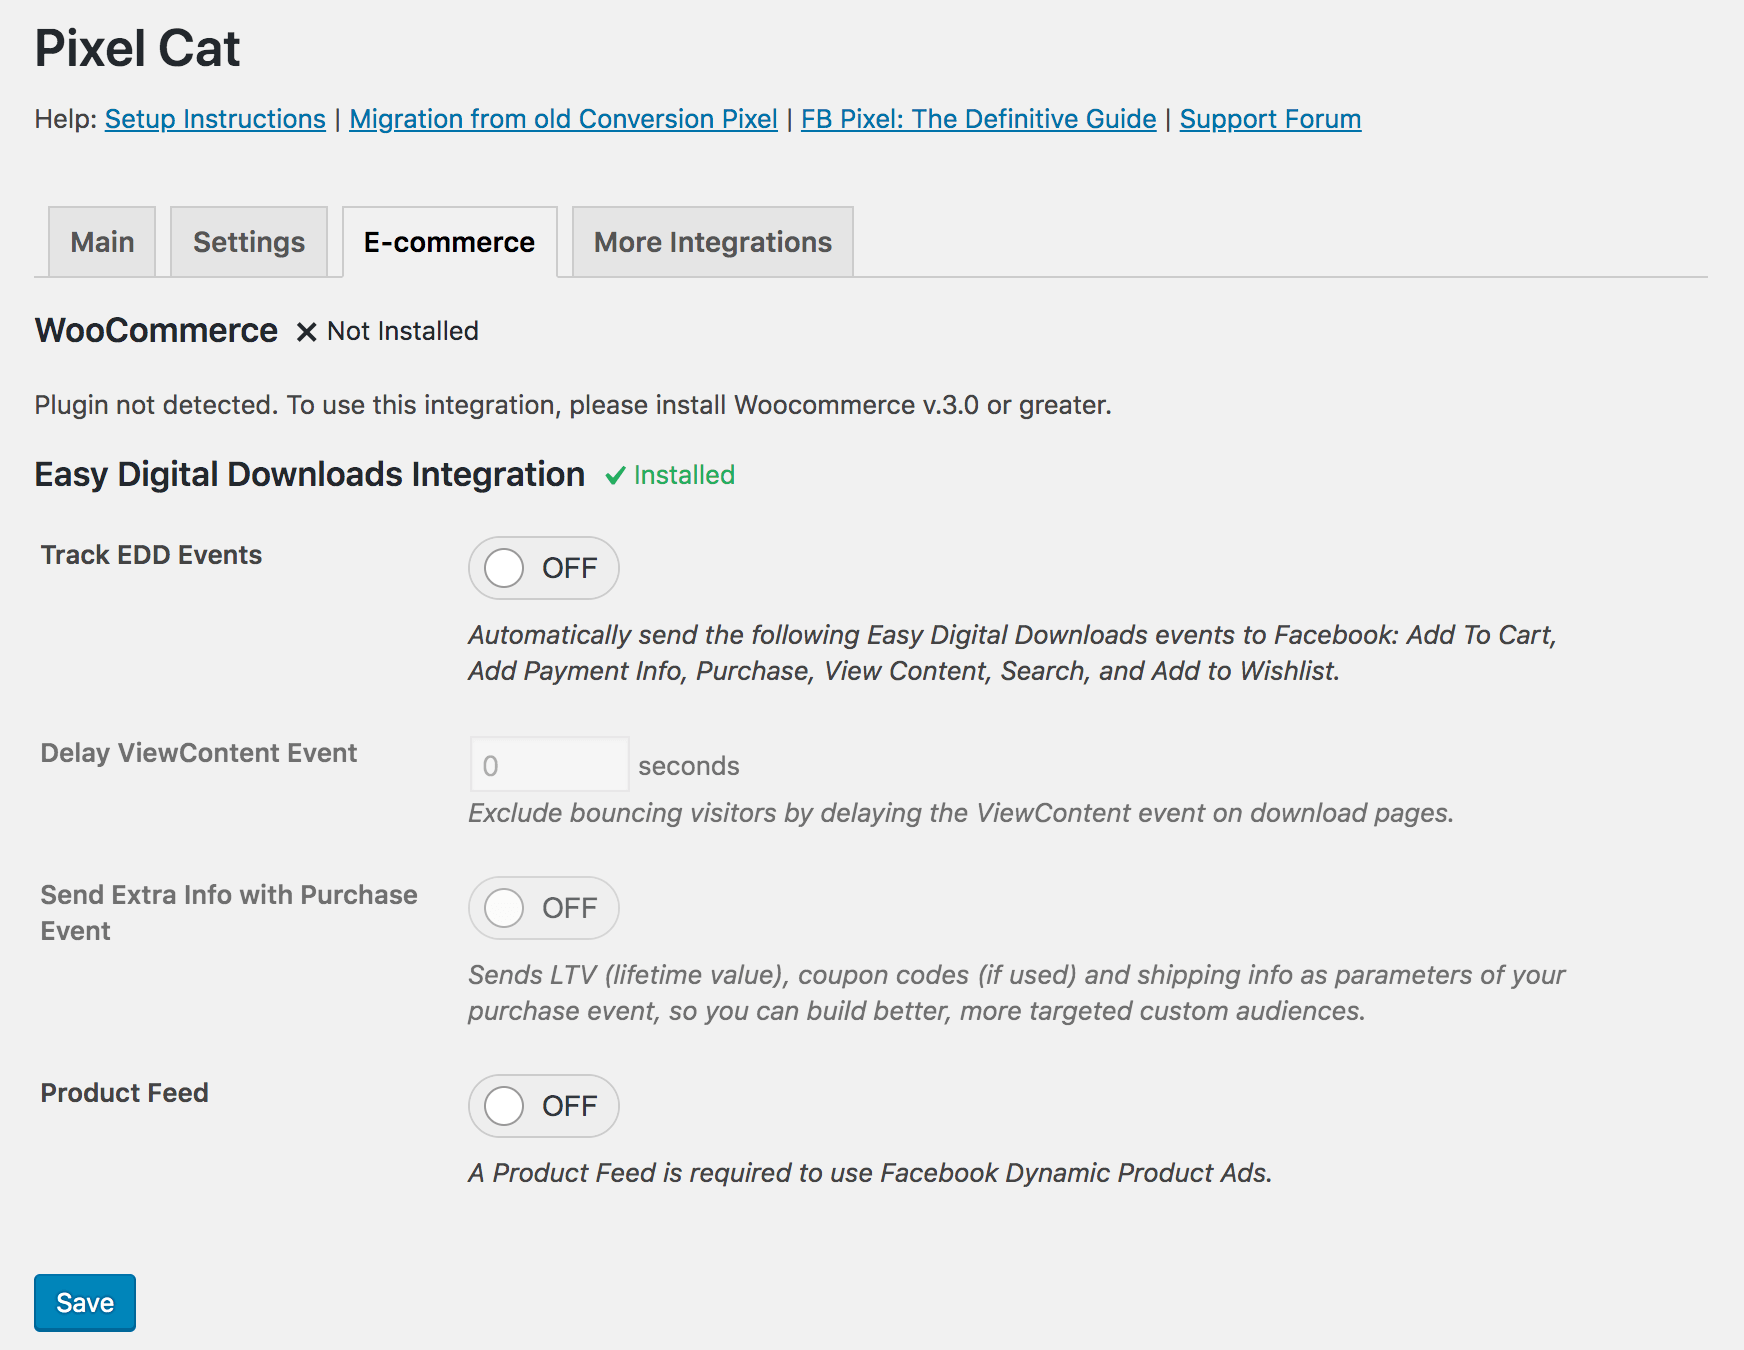 Pixel Cat
Help: Setup Instructions | Migration from old Conversion Pixel | FB Pixel: The Definitive Guide | Support Forum
Main
Settings
E-commerce
More Integrations
WooCommerce ✕ Not Installed
Plugin not detected. To use this integration, please install Woocommerce v.3.0 or greater.
Easy Digital Downloads Integration ✓ Installed
Track EDD Events
OFF
Automatically send the following Easy Digital Downloads events to Facebook: Add To Cart,
Add Payment Info, Purchase, View Content, Search, and Add to Wishlist.
Delay ViewContent Event
0 seconds
Exclude bouncing visitors by delaying the ViewContent event on download pages.
Send Extra Info with Purchase
Event
OFF
Sends LTV (lifetime value), coupon codes (if used) and shipping info as parameters of your
purchase event, so you can build better, more targeted custom audiences.
Product Feed
OFF
A Product Feed is required to use Facebook Dynamic Product Ads.
Save